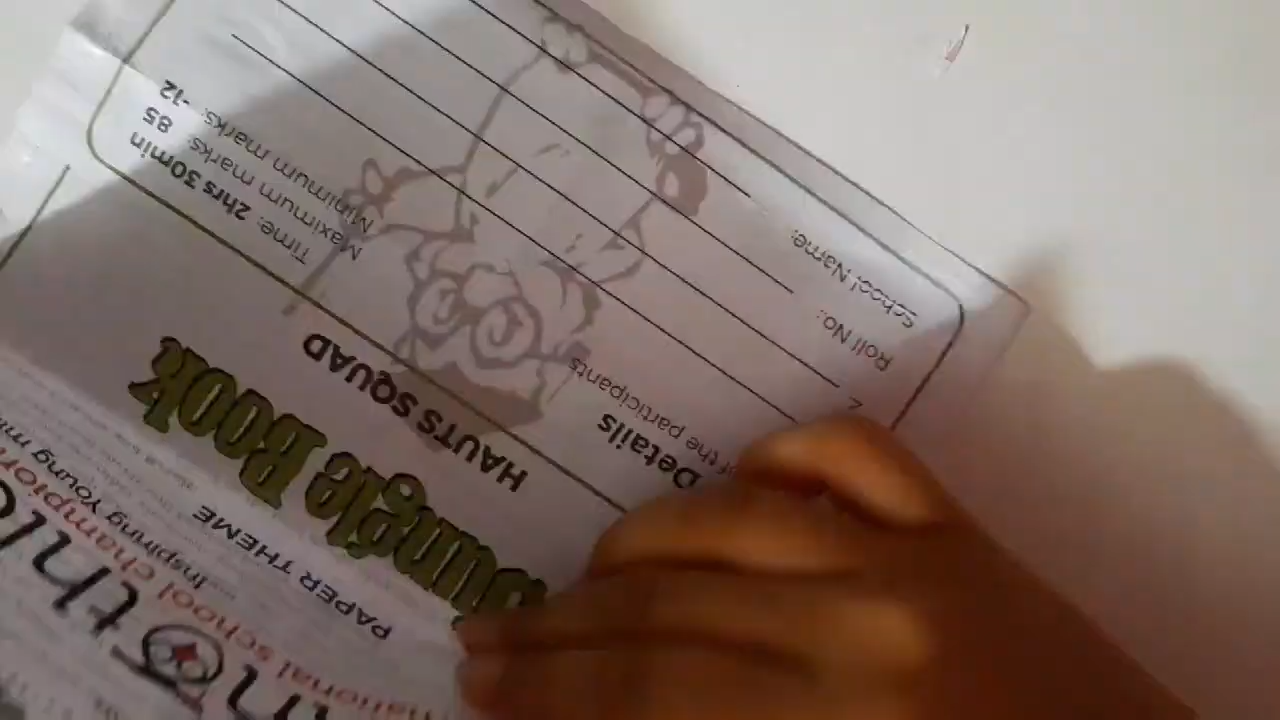 national school champion
Inspiring Young
PAPER THEME
Jungle Book
HAUTS SQUAD
Time: 2hrs 30min
Maximum marks: 85
Minimum marks: -12
Details
of the participants
2
Roll No.:
School Name: